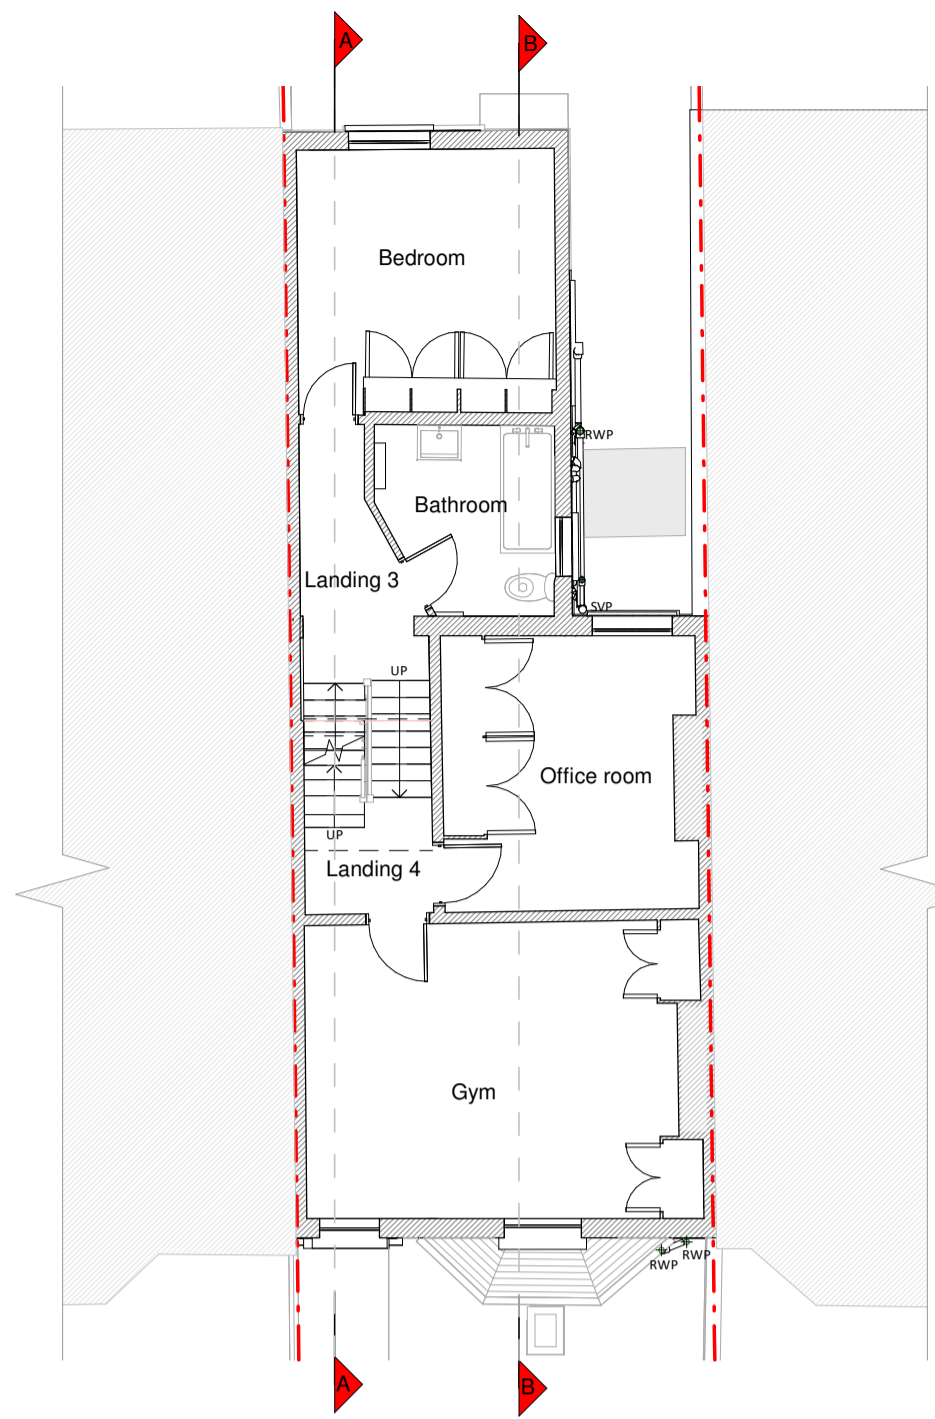 A
B
Bedroom
RWP
Bathroom
Landing 3
SVP
UP
Office room
UP
Landing 4
Gym
RWP
RWP
A
B